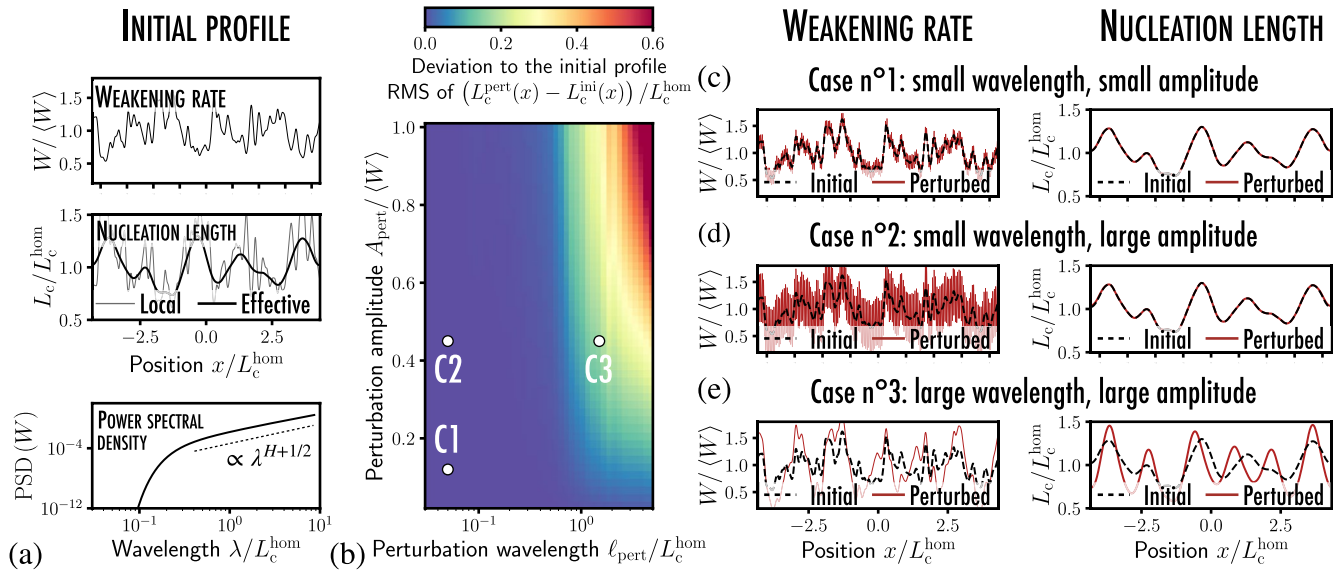 INITIAL PROFILE
WEAKENING RATE
W/⟨W⟩
1.5
1.0
0.5
NUCLEATION LENGTH
L_c/L_c^hom
1.5
1.0
0.5
Local Effective
−2.5 0.0 2.5
Position x/L_c^hom
POWER SPECTRAL
DENSITY
PSD (W)
10^−4
10^−12
∝ λ^{H+1/2}
10^−1 10^0 10^1
Wavelength λ/L_c^hom
(a)
0.0 0.2 0.4 0.6
Deviation to the initial profile
RMS of (L_c^pert(x) − L_c^ini(x)) /L_c^hom
Perturbation amplitude A_pert/⟨W⟩
1.0
0.8
0.6
0.4
0.2
C2
C3
C1
10^−1 10^0
(b) Perturbation wavelength ℓ_pert/L_c^hom
WEAKENING RATE NUCLEATION LENGTH
(c) Case n°1: small wavelength, small amplitude
W/⟨W⟩
1.5
1.0
0.5
Initial Perturbed
L_c/L_c^hom
1.5
1.0
0.5
Initial Perturbed
(d) Case n°2: small wavelength, large amplitude
W/⟨W⟩
1.5
1.0
0.5
Initial Perturbed
L_c/L_c^hom
1.5
1.0
0.5
Initial Perturbed
(e) Case n°3: large wavelength, large amplitude
W/⟨W⟩
1.5
1.0
0.5
Initial Perturbed
−2.5 0.0 2.5
Position x/L_c^hom
L_c/L_c^hom
1.5
1.0
0.5
Initial Perturbed
−2.5 0.0 2.5
Position x/L_c^hom